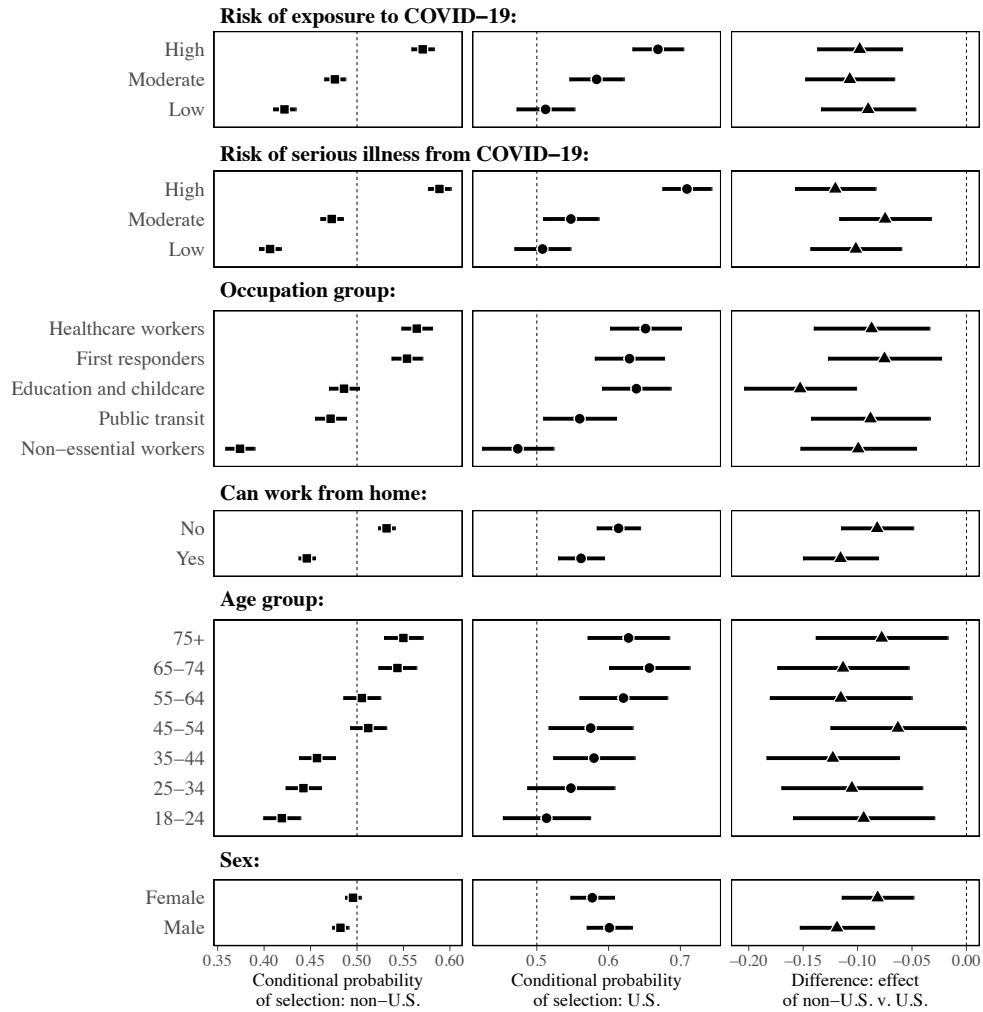 Risk of exposure to COVID−19:
High
Moderate
Low
Risk of serious illness from COVID−19:
High
Moderate
Low
Occupation group:
Healthcare workers
First responders
Education and childcare
Public transit
Non−essential workers
Can work from home:
No
Yes
Age group:
75+
65−74
55−64
45−54
35−44
25−34
18−24
Sex:
Female
Male
0.35 0.40 0.45 0.50 0.55 0.60
Conditional probability
of selection: non−U.S.
0.5 0.6 0.7
Conditional probability
of selection: U.S.
−0.20 −0.15 −0.10 −0.05 0.00
Difference: effect
of non−U.S. v. U.S.